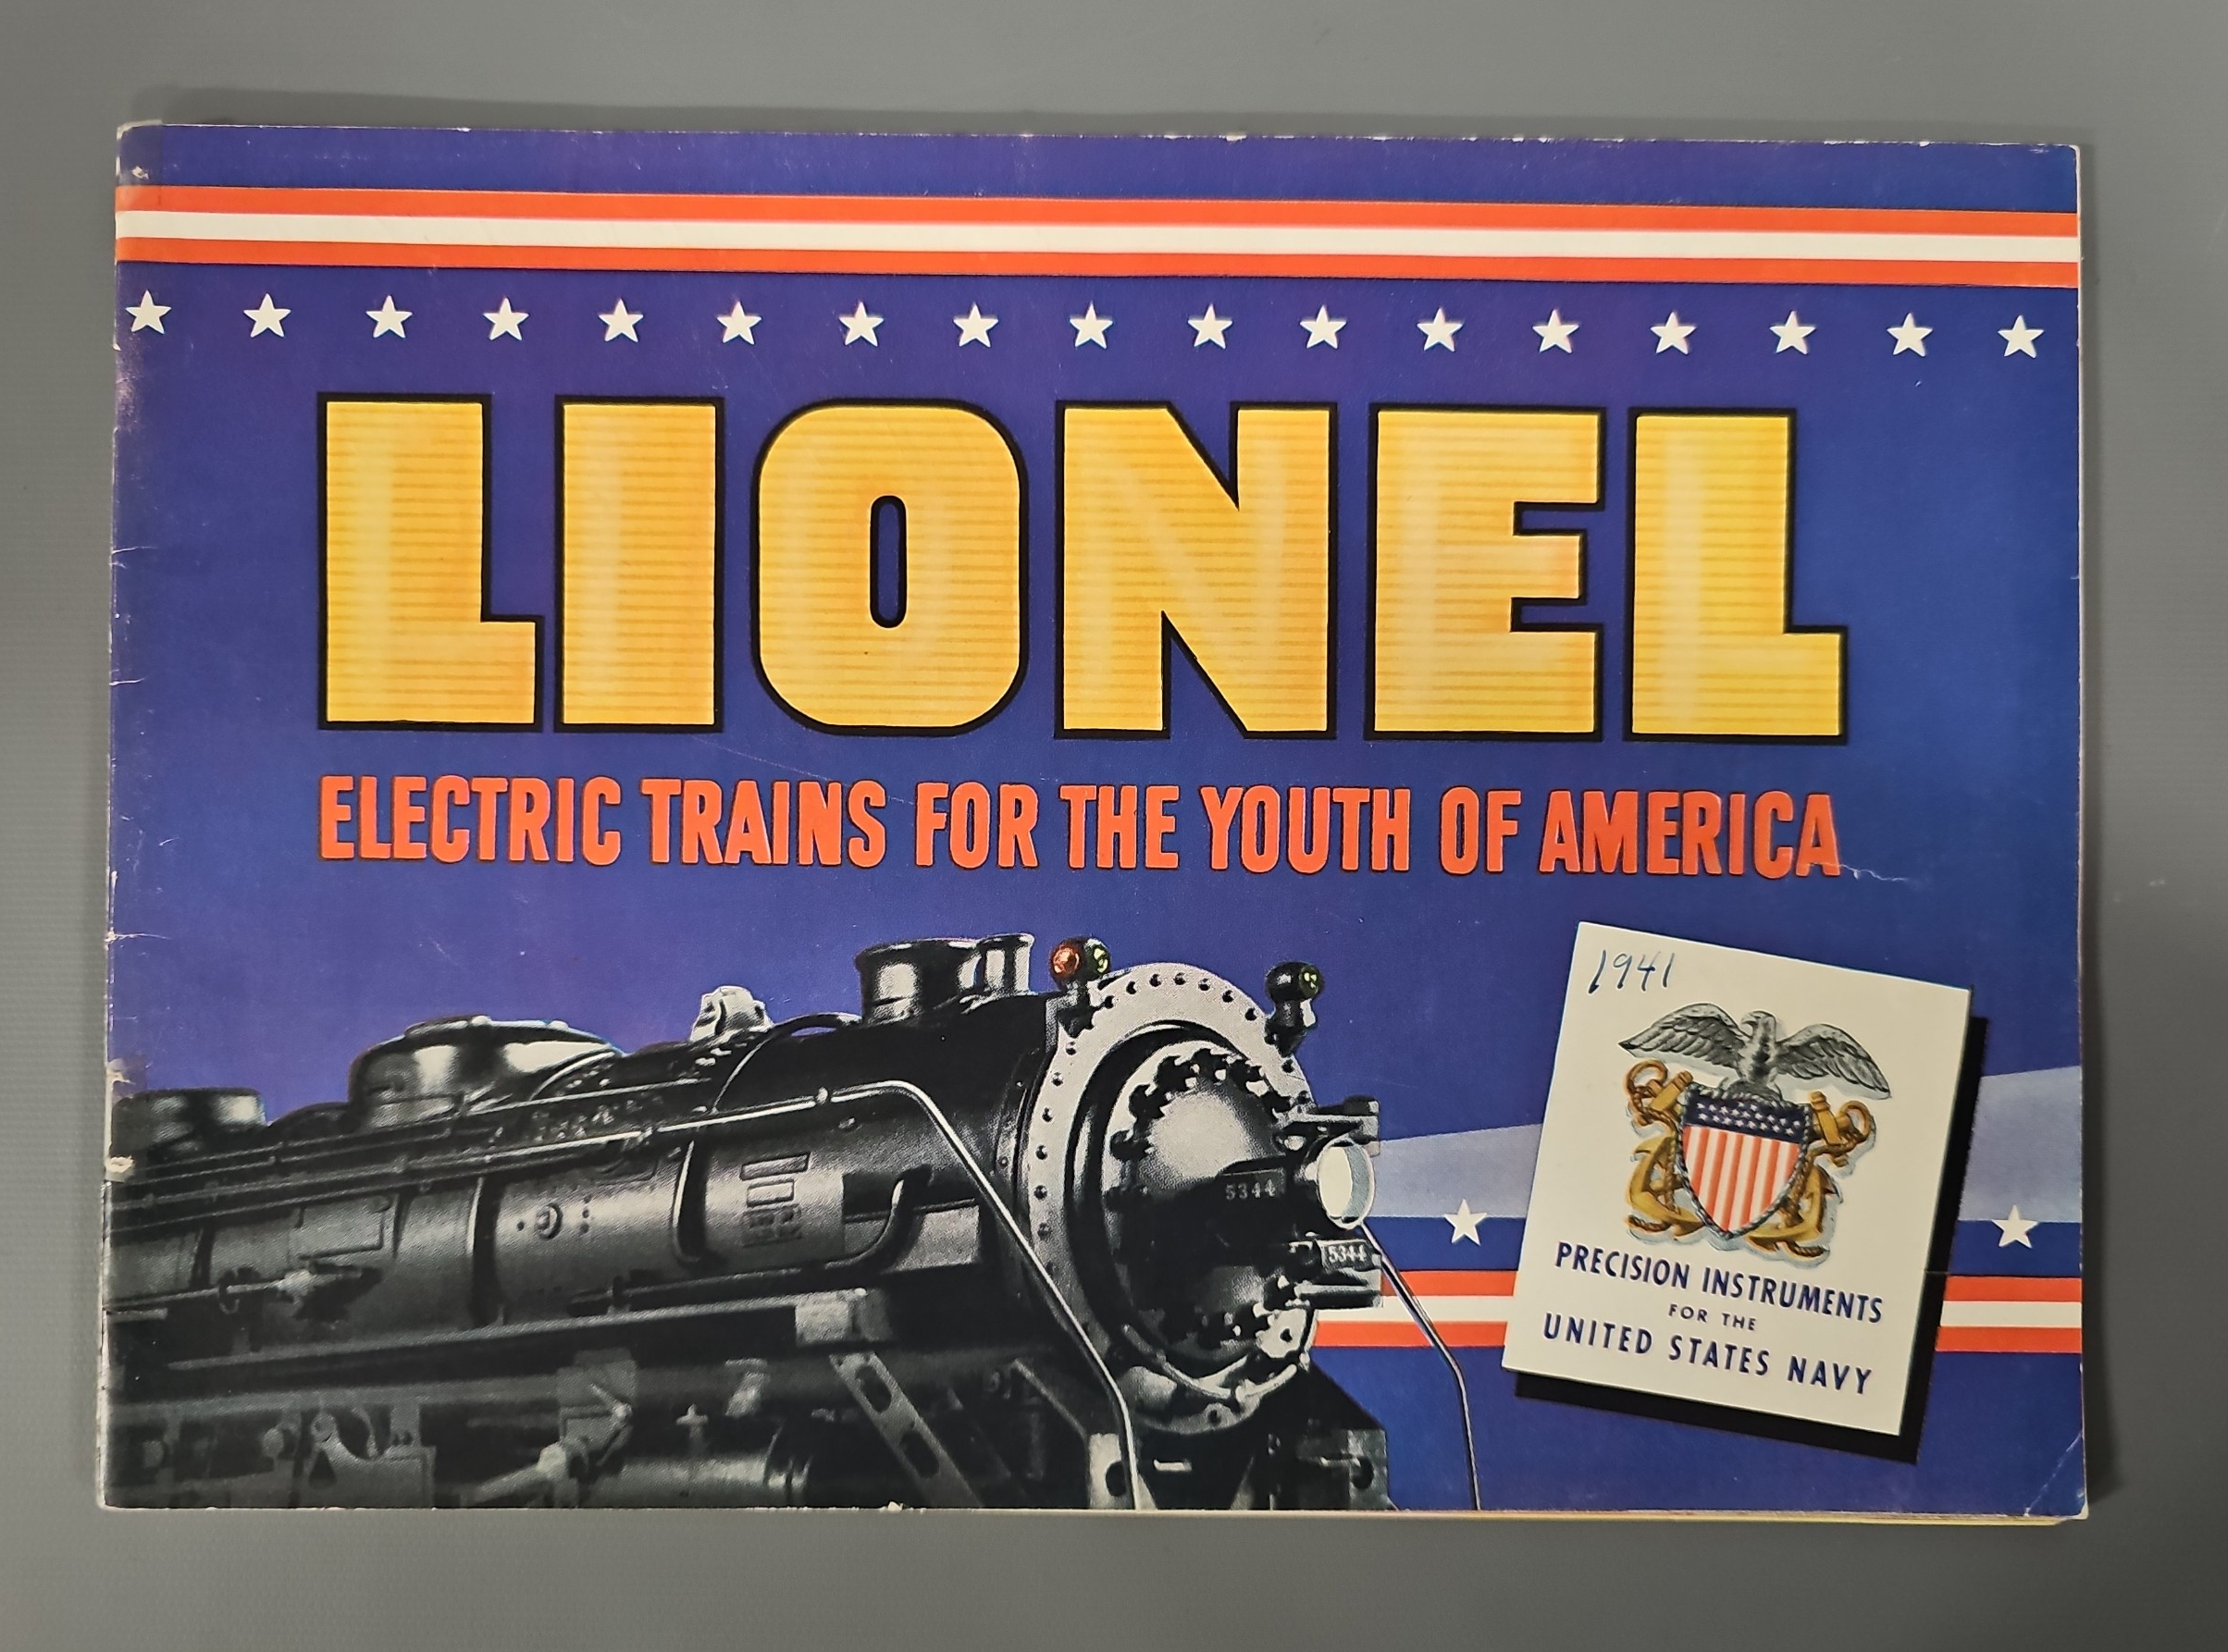 LIONEL
ELECTRIC TRAINS FOR THE YOUTH OF AMERICA
1941
5344
5344
PRECISION INSTRUMENTS
FOR THE
UNITED STATES NAVY